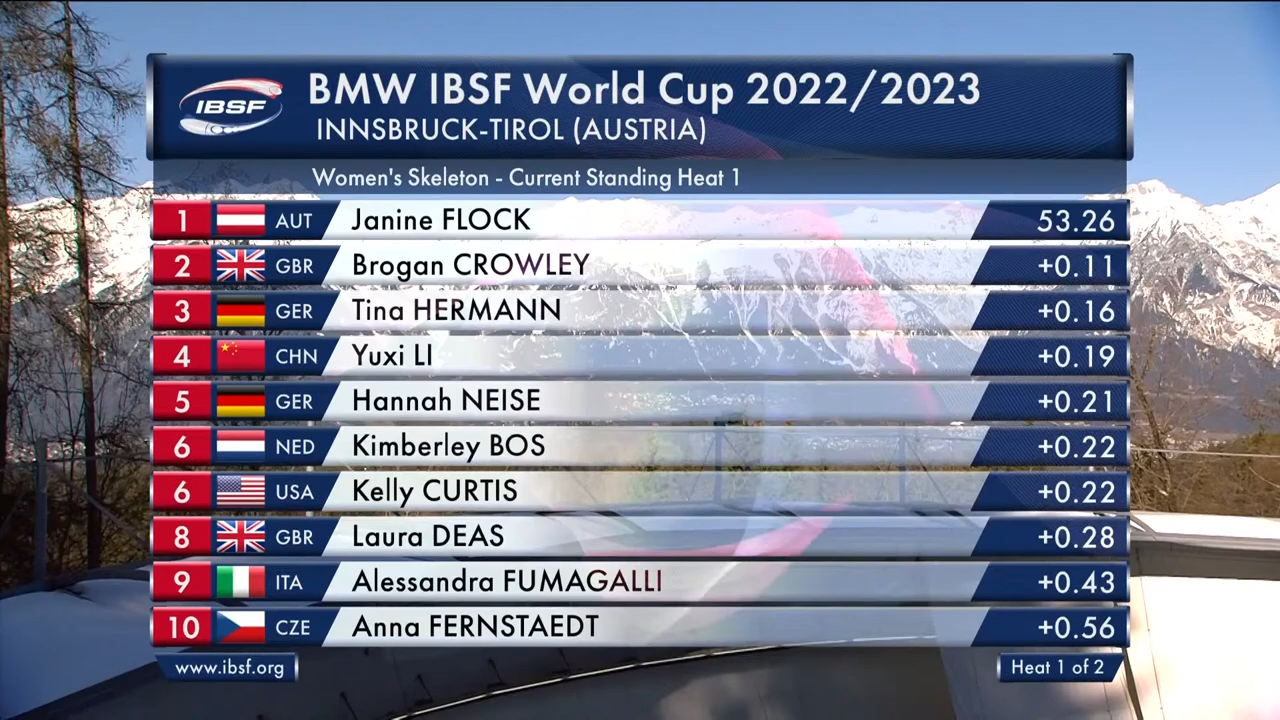 IBSF
BMW IBSF World Cup 2022/2023
INNSBRUCK-TIROL (AUSTRIA)
Women's Skeleton - Current Standing Heat 1
1 AUT Janine FLOCK 53.26
2 GBR Brogan CROWLEY +0.11
3 GER Tina HERMANN +0.16
4 CHN Yuxi LI +0.19
5 GER Hannah NEISE +0.21
6 NED Kimberley BOS +0.22
6 USA Kelly CURTIS +0.22
8 GBR Laura DEAS +0.28
9 ITA Alessandra FUMAGALLI +0.43
10 CZE Anna FERNSTAEDT +0.56
www.ibsf.org Heat 1 of 2